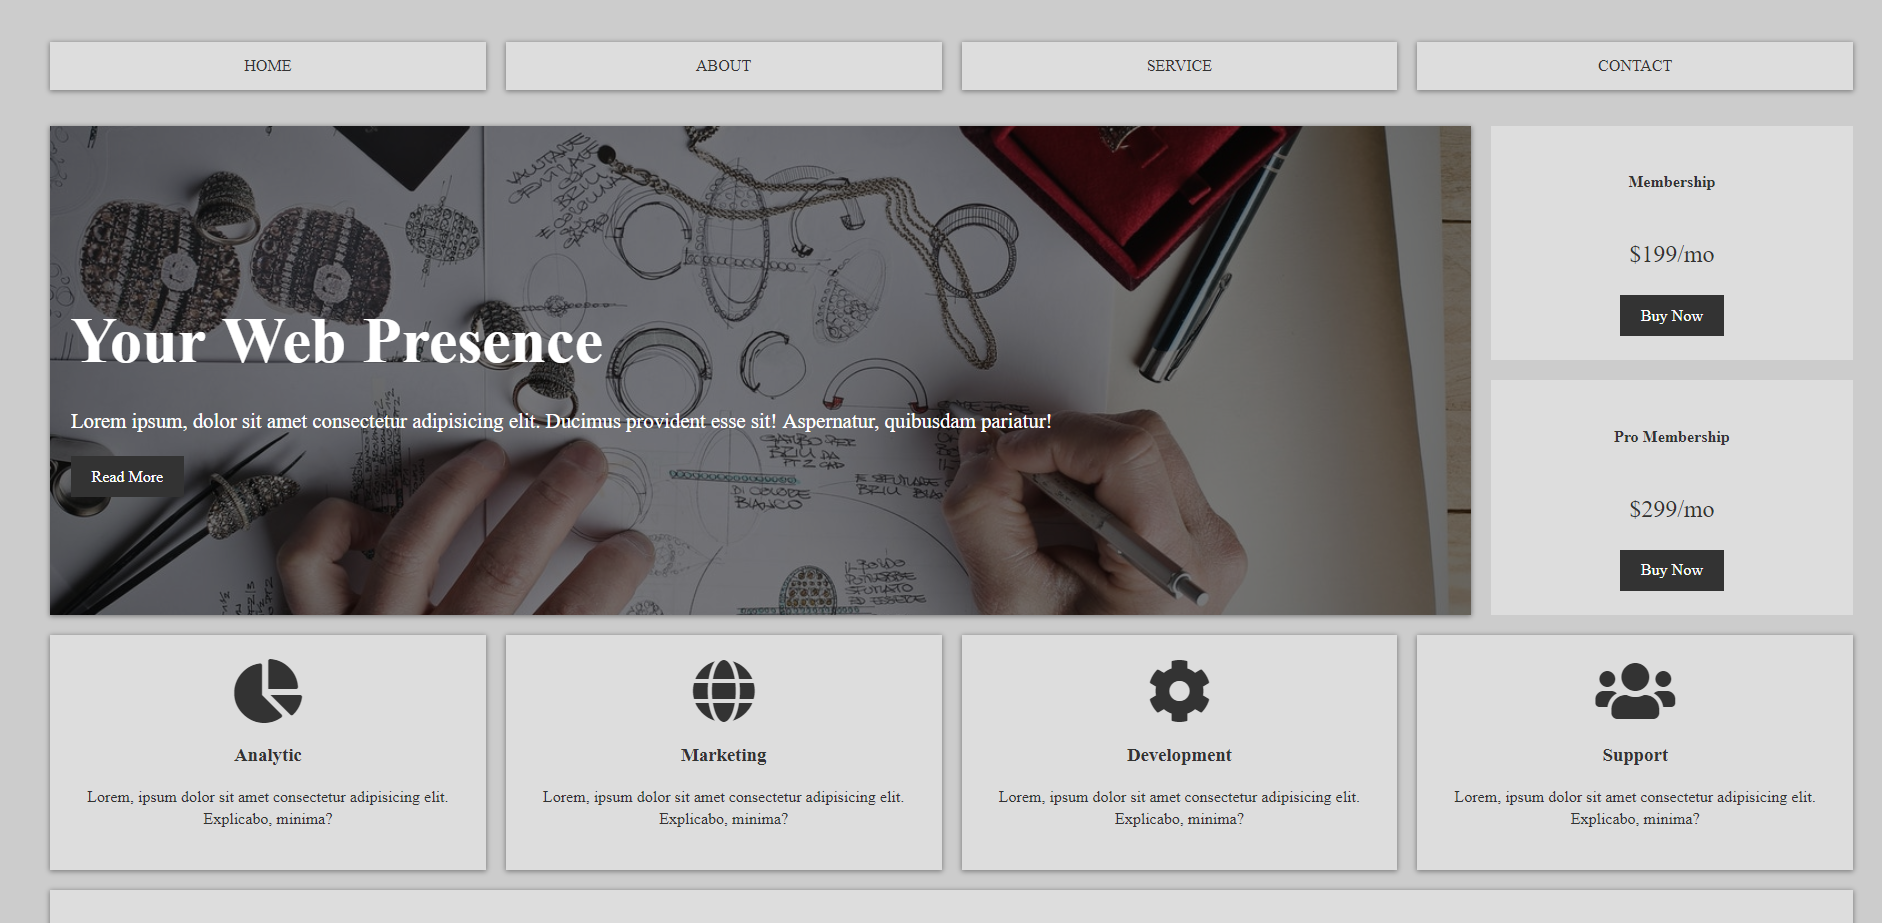 HOME
ABOUT
SERVICE
CONTACT
Your Web Presence
Lorem ipsum, dolor sit amet consectetur adipisicing elit. Ducimus provident esse sit! Aspernatur, quibusdam pariatur!
Read More
DI COLORE
BIANCO
Membership
$199/mo
Buy Now
Pro Membership
$299/mo
Buy Now
Analytic
Lorem, ipsum dolor sit amet consectetur adipisicing elit.
Explicabo, minima?
Marketing
Lorem, ipsum dolor sit amet consectetur adipisicing elit.
Explicabo, minima?
Development
Lorem, ipsum dolor sit amet consectetur adipisicing elit.
Explicabo, minima?
Support
Lorem, ipsum dolor sit amet consectetur adipisicing elit.
Explicabo, minima?